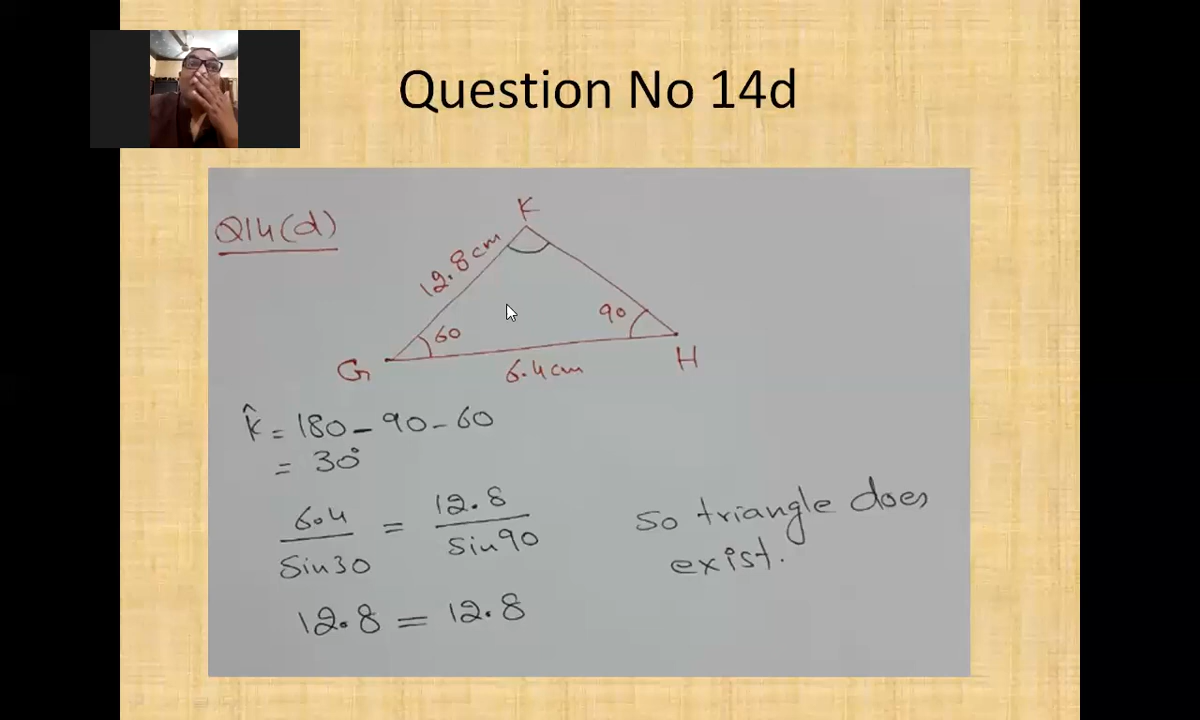 Question No 14d
Q14(d)
K
12.8cm
60
90
G
6.4cm
H
K̂ = 180 - 90 - 60
= 30°
6.4/sin30 = 12.8/sin90
12.8 = 12.8
so triangle does
exist.